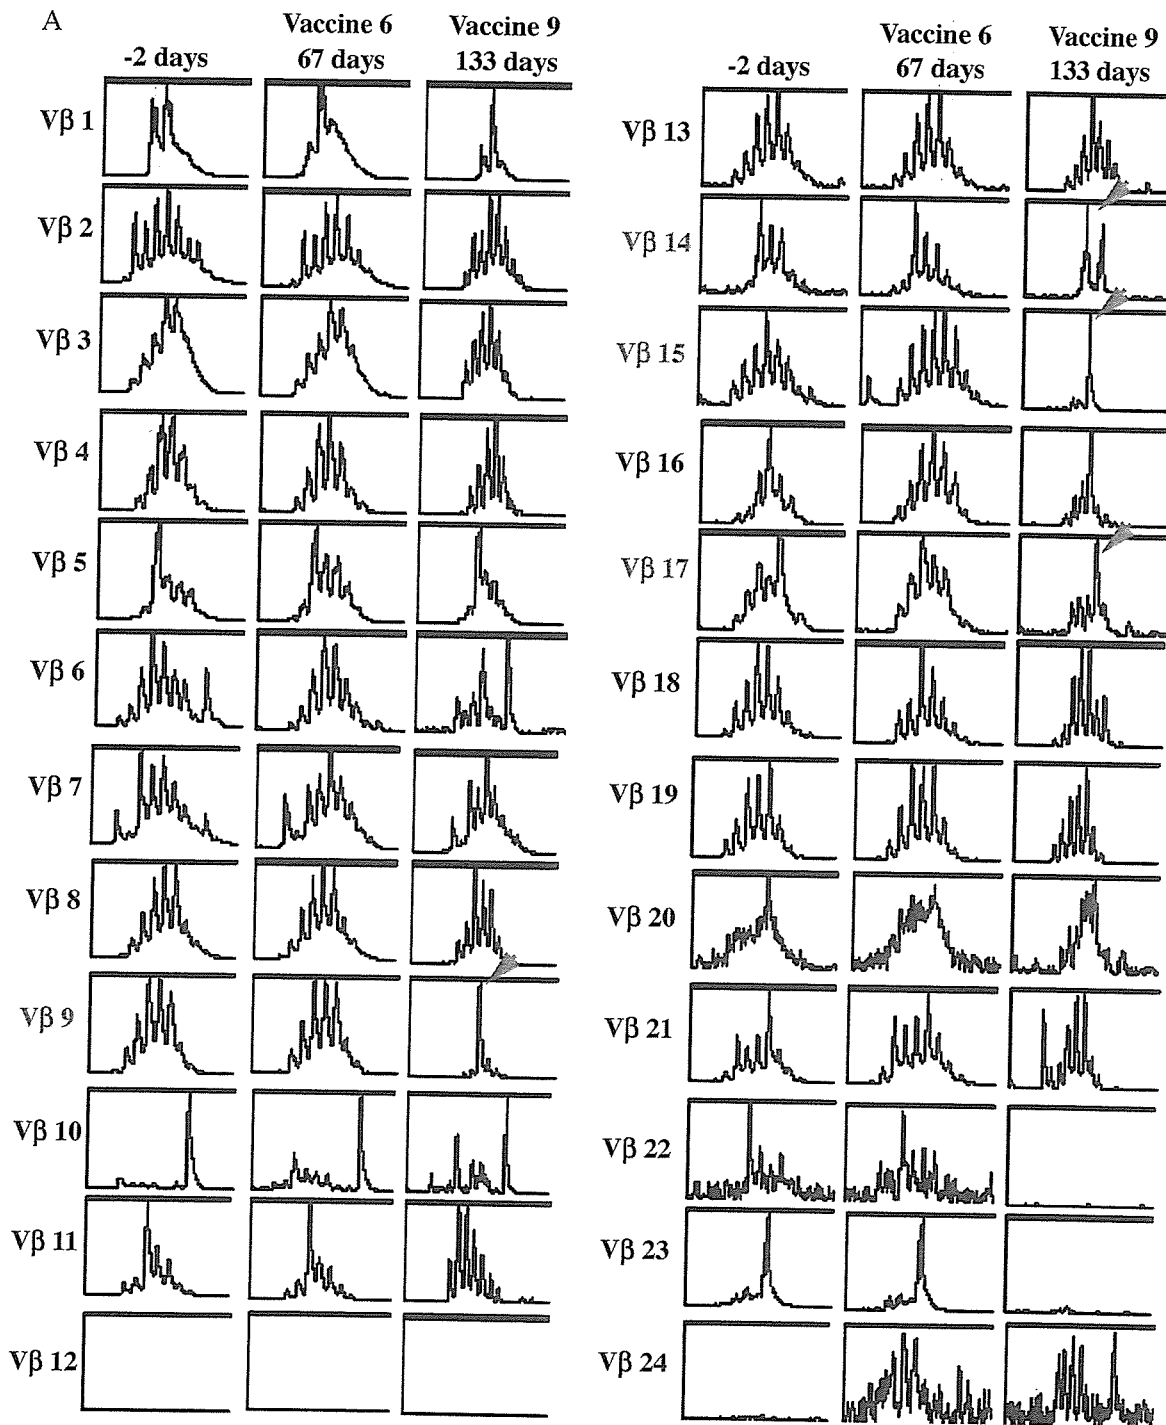 A
Vaccine 6 Vaccine 9
-2 days 67 days 133 days
Vβ 1
Vβ 2
Vβ 3
Vβ 4
Vβ 5
Vβ 6
Vβ 7
Vβ 8
Vβ 9
Vβ 10
Vβ 11
Vβ 12
Vaccine 6 Vaccine 9
-2 days 67 days 133 days
Vβ 13
Vβ 14
Vβ 15
Vβ 16
Vβ 17
Vβ 18
Vβ 19
Vβ 20
Vβ 21
Vβ 22
Vβ 23
Vβ 24